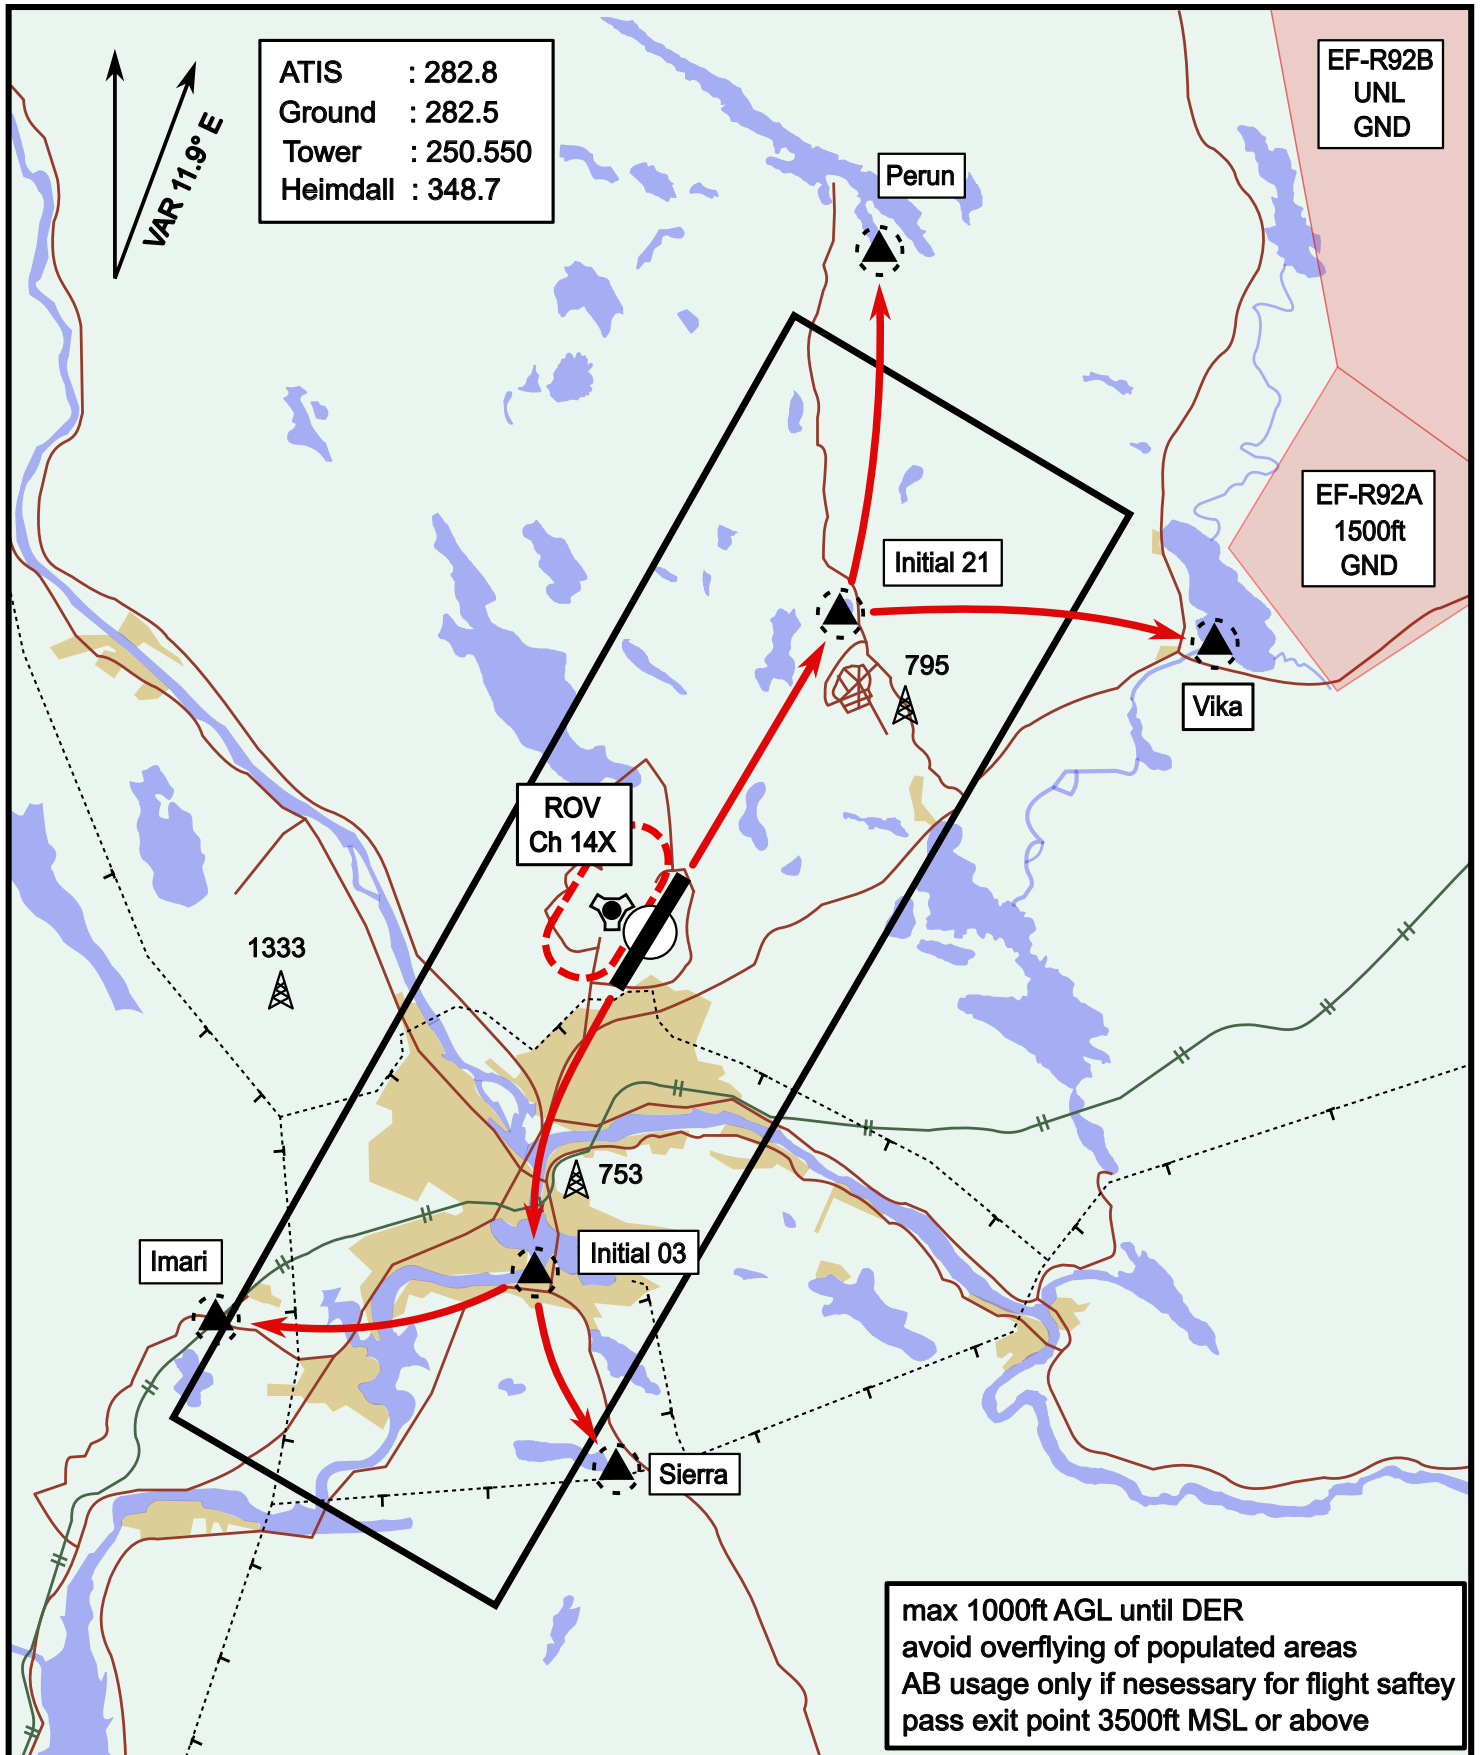 ATIS : 282.8
Ground : 282.5
Tower : 250.550
Heimdall : 348.7
VAR 11.9° E
EF-R92B
UNL
GND
Perun
EF-R92A
1500ft
GND
Initial 21
795
Vika
ROV
Ch 14X
1333
753
Initial 03
Imari
Sierra
max 1000ft AGL until DER
avoid overflying of populated areas
AB usage only if nesessary for flight saftey
pass exit point 3500ft MSL or above